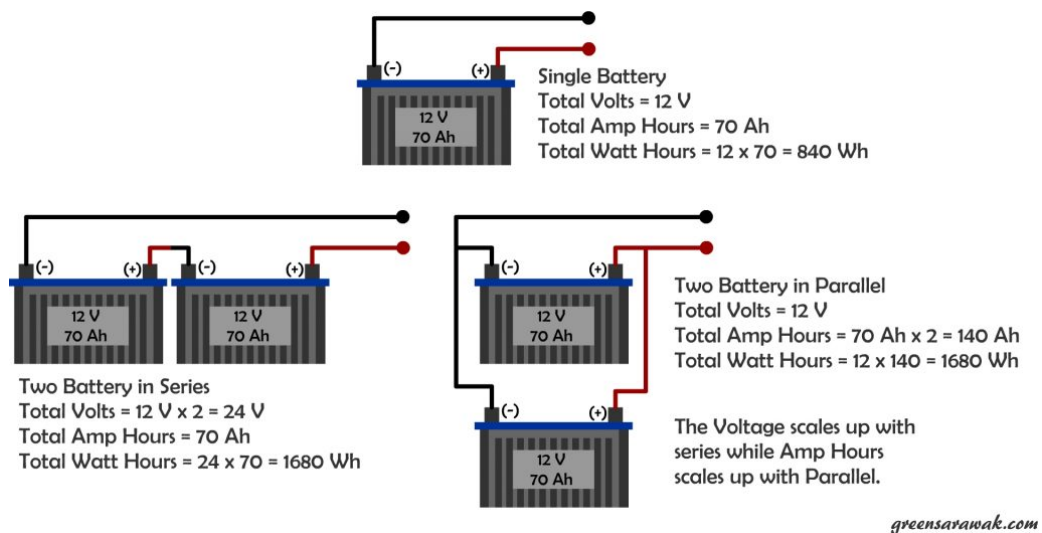 (-)
(+)
12 V
70 Ah
Single Battery
Total Volts = 12 V
Total Amp Hours = 70 Ah
Total Watt Hours = 12 x 70 = 840 Wh
(-)
(+)
(-)
(+)
12 V
70 Ah
12 V
70 Ah
Two Battery in Series
Total Volts = 12 V x 2 = 24 V
Total Amp Hours = 70 Ah
Total Watt Hours = 24 x 70 = 1680 Wh
(-)
(+)
12 V
70 Ah
(-)
(+)
12 V
70 Ah
Two Battery in Parallel
Total Volts = 12 V
Total Amp Hours = 70 Ah x 2 = 140 Ah
Total Watt Hours = 12 x 140 = 1680 Wh
The Voltage scales up with
series while Amp Hours
scales up with Parallel.
greensarawak.com